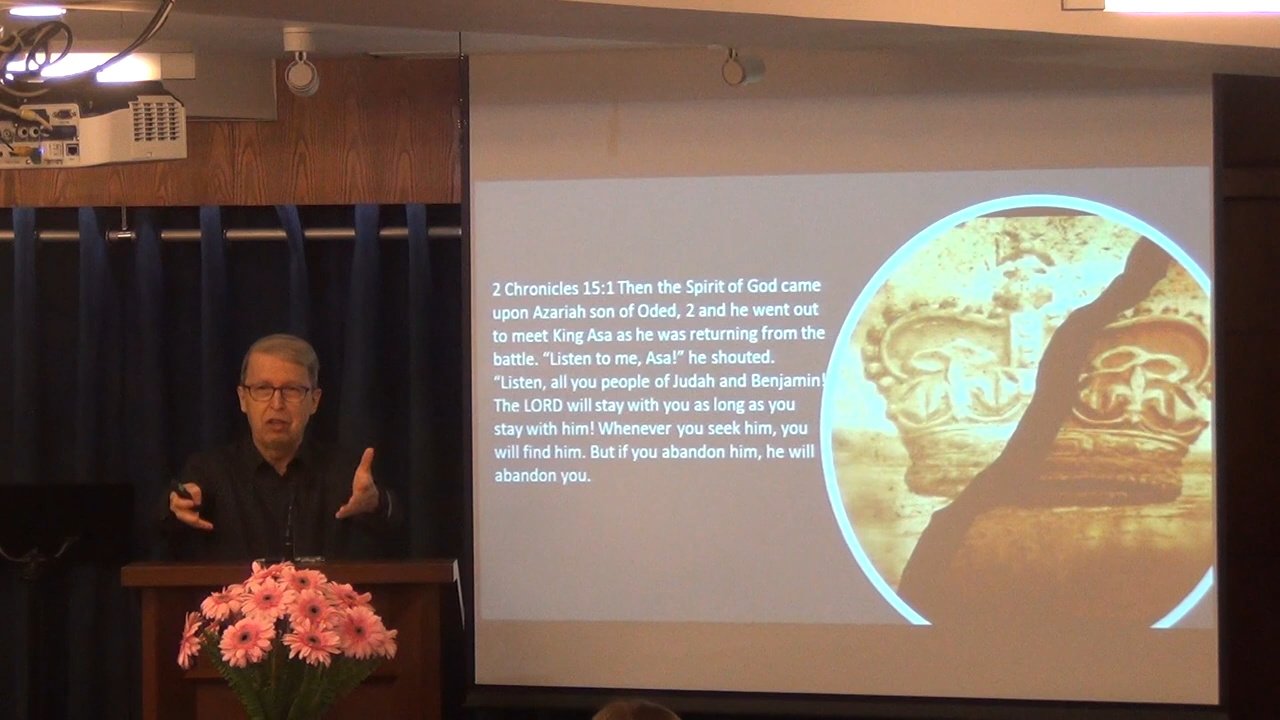 2 Chronicles 15:1 Then the Spirit of God came
upon Azariah son of Oded, 2 and he went out
to meet King Asa as he was returning from the
battle. “Listen to me, Asa!” he shouted.
“Listen, all you people of Judah and Benjamin!
The LORD will stay with you as long as you
stay with him! Whenever you seek him, you
will find him. But if you abandon him, he will
abandon you.